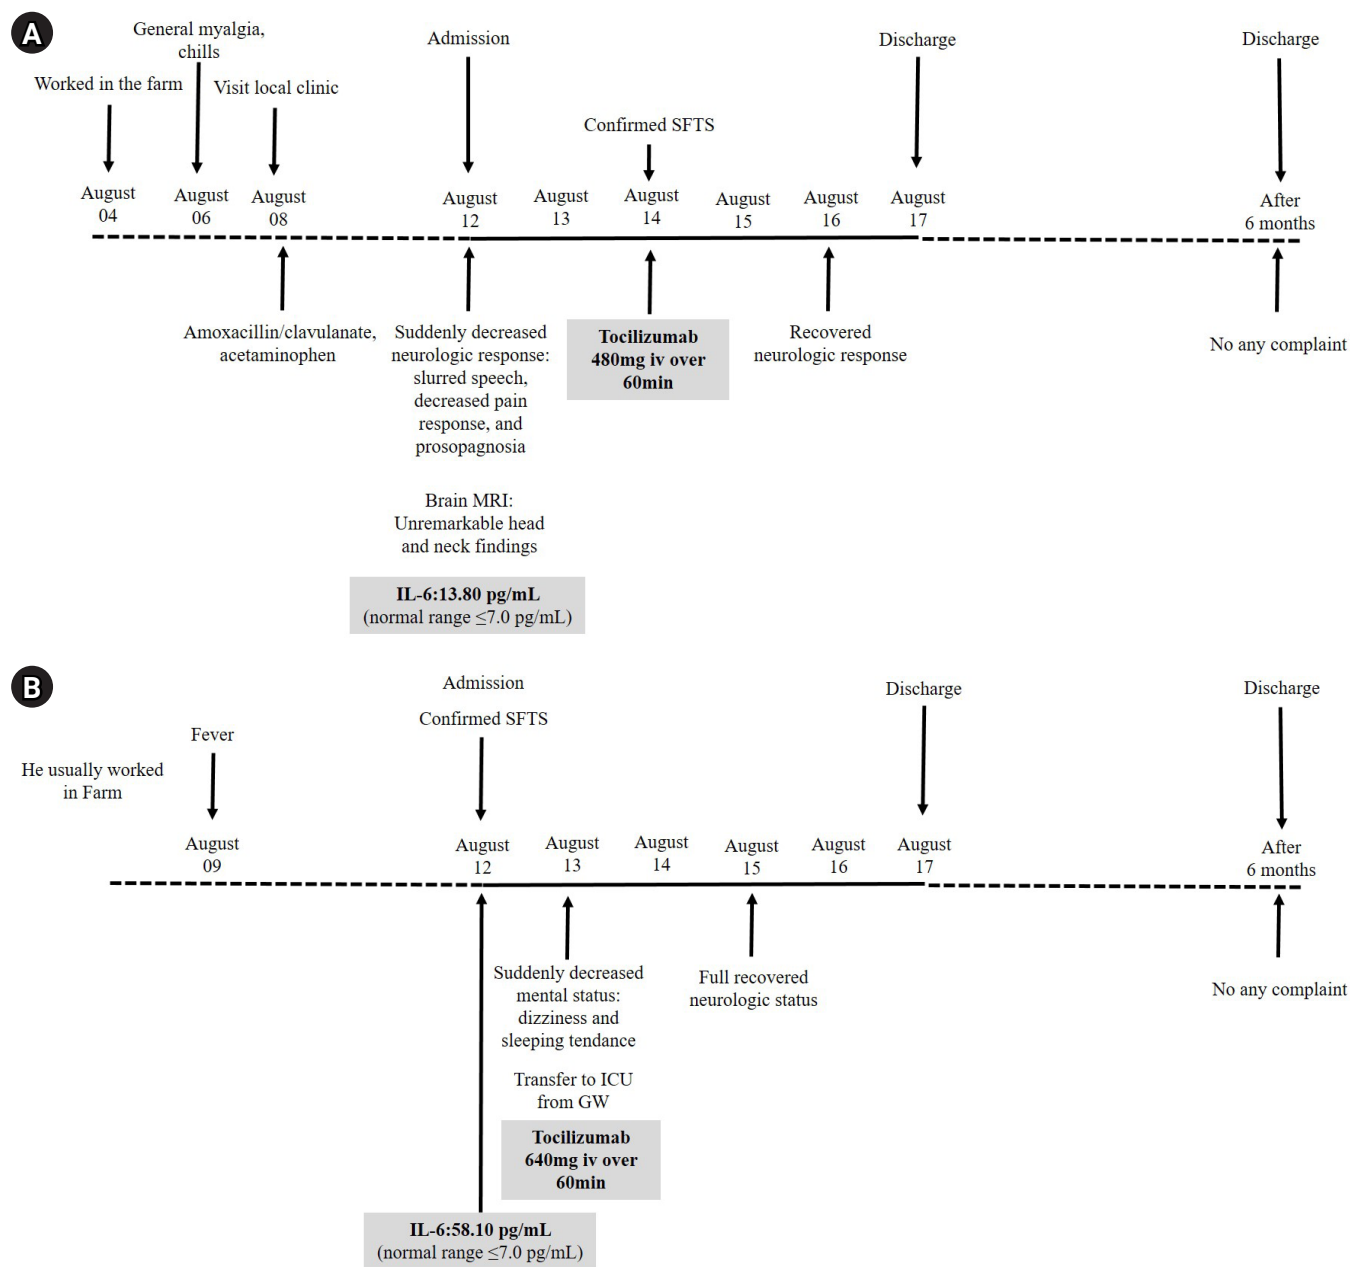 A
General myalgia,
chills
Worked in the farm
Visit local clinic
Admission
Confirmed SFTS
Discharge
Discharge
August
04
August
06
August
08
August
12
August
13
August
14
August
15
August
16
August
17
After
6 months
Amoxacillin/clavulanate,
acetaminophen
Suddenly decreased
neurologic response:
slurred speech,
decreased pain
response, and
prosopagnosia
Brain MRI:
Unremarkable head
and neck findings
IL-6:13.80 pg/mL
(normal range ≤7.0 pg/mL)
Tocilizumab
480mg iv over
60min
Recovered
neurologic response
No any complaint
B
He usually worked
in Farm
Fever
Admission
Confirmed SFTS
Discharge
Discharge
August
09
August
12
August
13
August
14
August
15
August
16
August
17
After
6 months
Suddenly decreased
mental status:
dizziness and
sleeping tendance
Transfer to ICU
from GW
Tocilizumab
640mg iv over
60min
IL-6:58.10 pg/mL
(normal range ≤7.0 pg/mL)
Full recovered
neurologic status
No any complaint